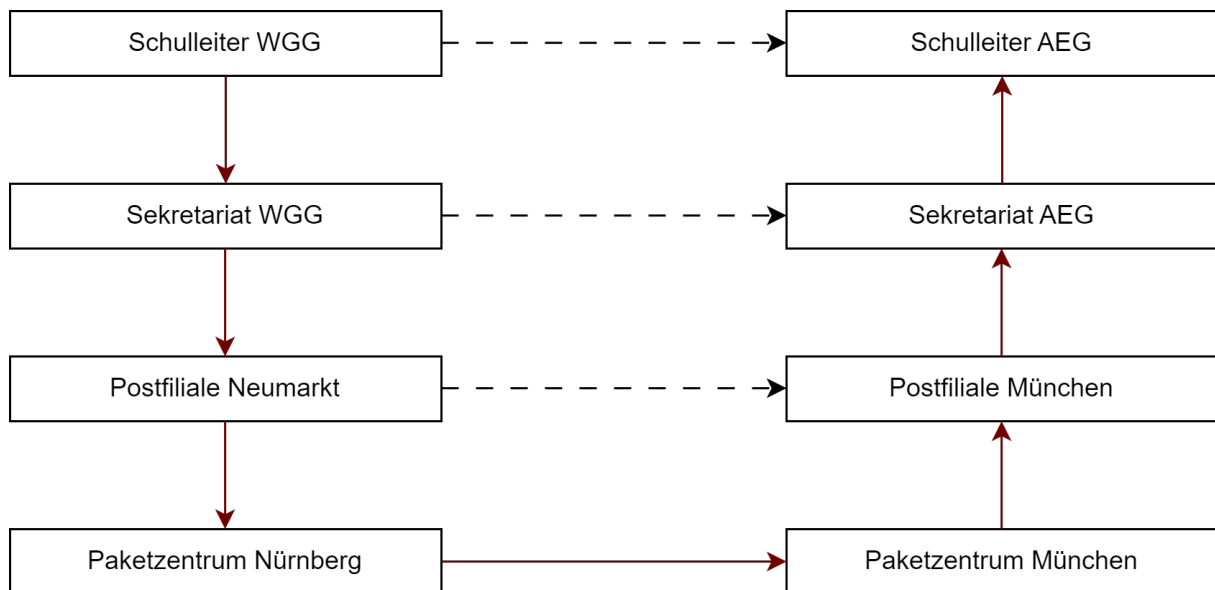 Schulleiter WGG
Schulleiter AEG
Sekretariat WGG
Sekretariat AEG
Postfiliale Neumarkt
Postfiliale München
Paketzentrum Nürnberg
Paketzentrum München